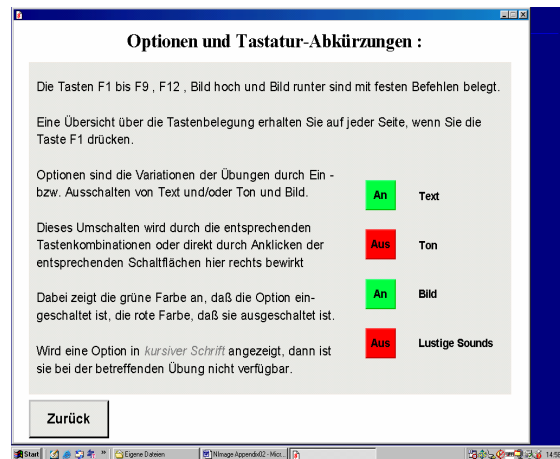 Optionen und Tastatur-Abkürzungen :
Die Tasten F1 bis F9 , F12 , Bild hoch und Bild runter sind mit festen Befehlen belegt.
Eine Übersicht über die Tastenbelegung erhalten Sie auf jeder Seite, wenn Sie die
Taste F1 drücken.
Optionen sind die Variationen der Übungen durch Ein -
bzw. Ausschalten von Text und/oder Ton und Bild.
Dieses Umschalten wird durch die entsprechenden
Tastenkombinationen oder direkt durch Anklicken der
entsprechenden Schaltflächen hier rechts bewirkt
Dabei zeigt die grüne Farbe an, daß die Option ein-
geschaltet ist, die rote Farbe, daß sie ausgeschaltet ist.
Wird eine Option in kursiver Schrift angezeigt, dann ist
sie bei der betreffenden Übung nicht verfügbar.
An Text
Aus Ton
An Bild
Aus Lustige Sounds
Zurück
Start Eigene Dateien NImage Appendix02 - Micr...